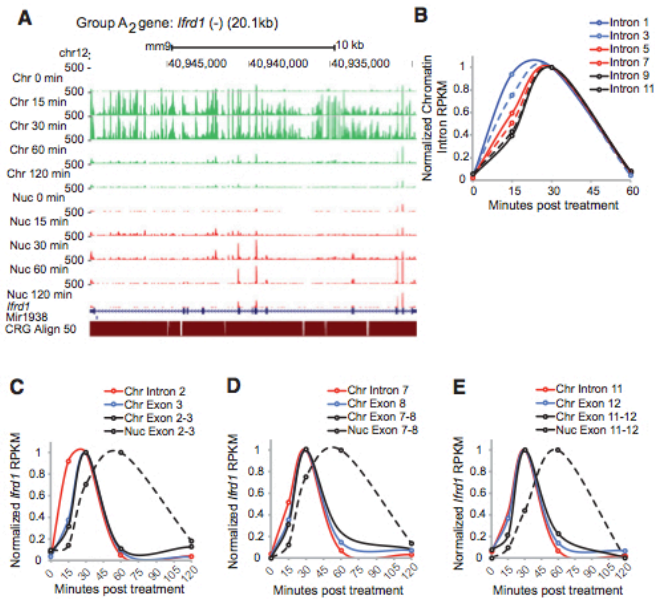 A
Group A2 gene: Ifrd1 (-) (20.1kb)
mm9 10 kb
chr12: 40,945,000 40,940,000 40,935,000
500
Chr 0 min
500
Chr 15 min
500
Chr 30 min
500
Chr 60 min
500
Chr 120 min
500
Nuc 0 min
500
Nuc 15 min
500
Nuc 30 min
500
Nuc 60 min
500
Nuc 120 min
Ifrd1
Mir1938
CRG Align 50
B
Intron 1
Intron 3
Intron 5
Intron 7
Intron 9
Intron 11
Normalized Chromatin
Intron RPKM
1
0.8
0.6
0.4
0.2
0
0 15 30 45 60
Minutes post treatment
C
Chr Intron 2
Chr Exon 3
Chr Exon 2-3
Nuc Exon 2-3
Normalized Ifrd1 RPKM
1
0.8
0.6
0.4
0.2
0
0 15 30 45 60 75 90 105 120
Minutes post treatment
D
Chr Intron 7
Chr Exon 8
Chr Exon 7-8
Nuc Exon 7-8
Normalized Ifrd1 RPKM
1
0.8
0.6
0.4
0.2
0
0 15 30 45 60 75 90 105 120
Minutes post treatment
E
Chr Intron 11
Chr Exon 12
Chr Exon 11-12
Nuc Exon 11-12
Normalized Ifrd1 RPKM
1
0.8
0.6
0.4
0.2
0
0 15 30 45 60 75 90 105 120
Minutes post treatment